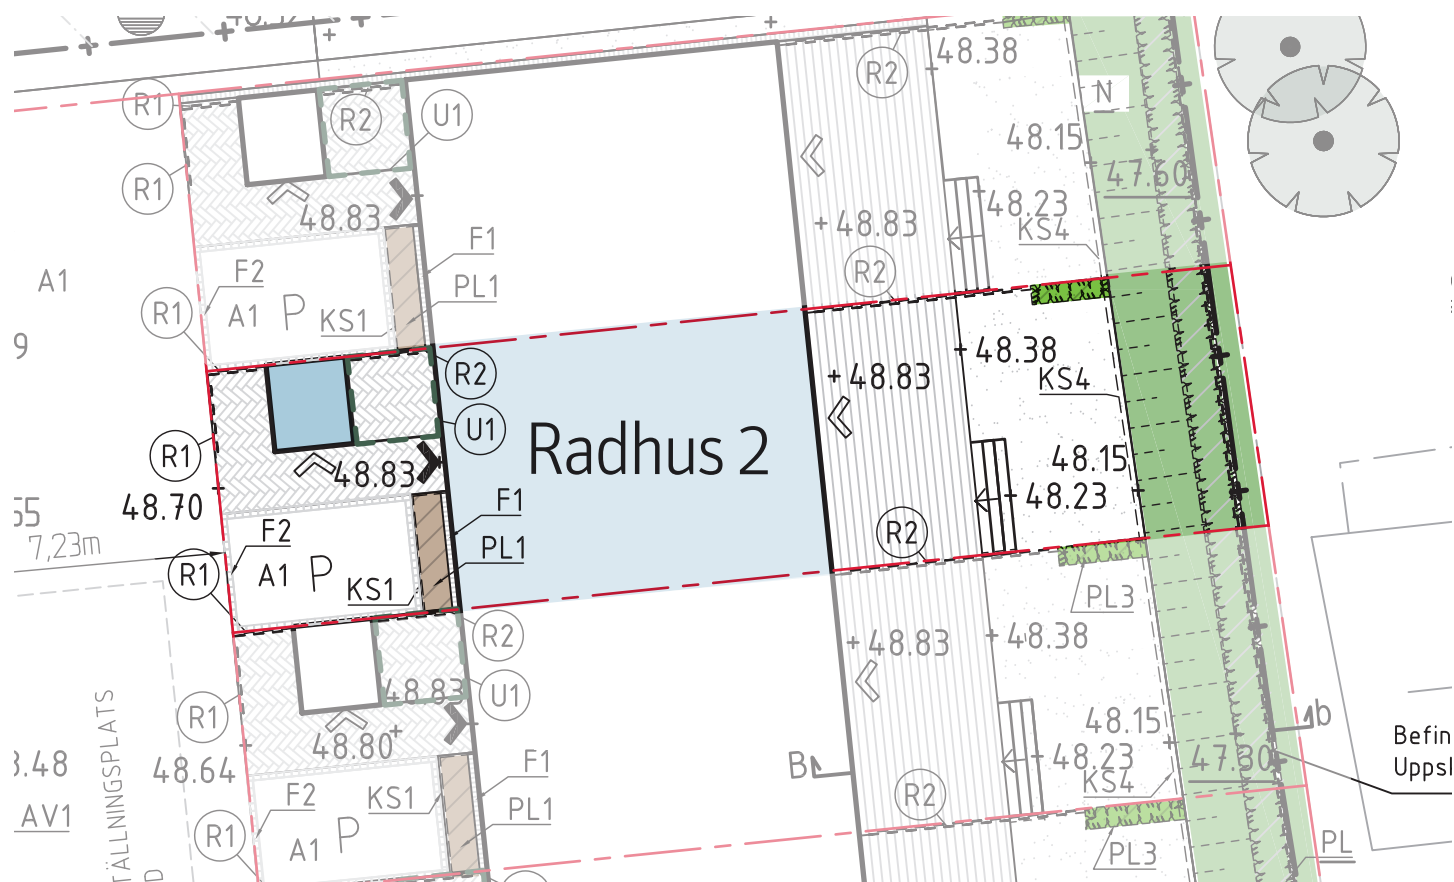 R1
R2
U1
R2
48.38
N
48.15
R1
47.60
48.83
48.23
48.83
KS4
F1
A1
F2
R2
PL1
R1
A1 P
KS1
9
48.38
R2
48.83
KS4
U1
Radhus 2
R1
48.83
48.15
48.70
F1
48.23
F2
R2
7,23m
PL1
R1
A1 P
KS1
PL3
R2
48.83
48.38
48.83
U1
R1
48.15
b
48.80
48.23
Befin
48.64
F1
B
47.30
KS4
Uppsl
F2
KS1
R2
PL1
AV1
R1
A1 P
PL3
PL